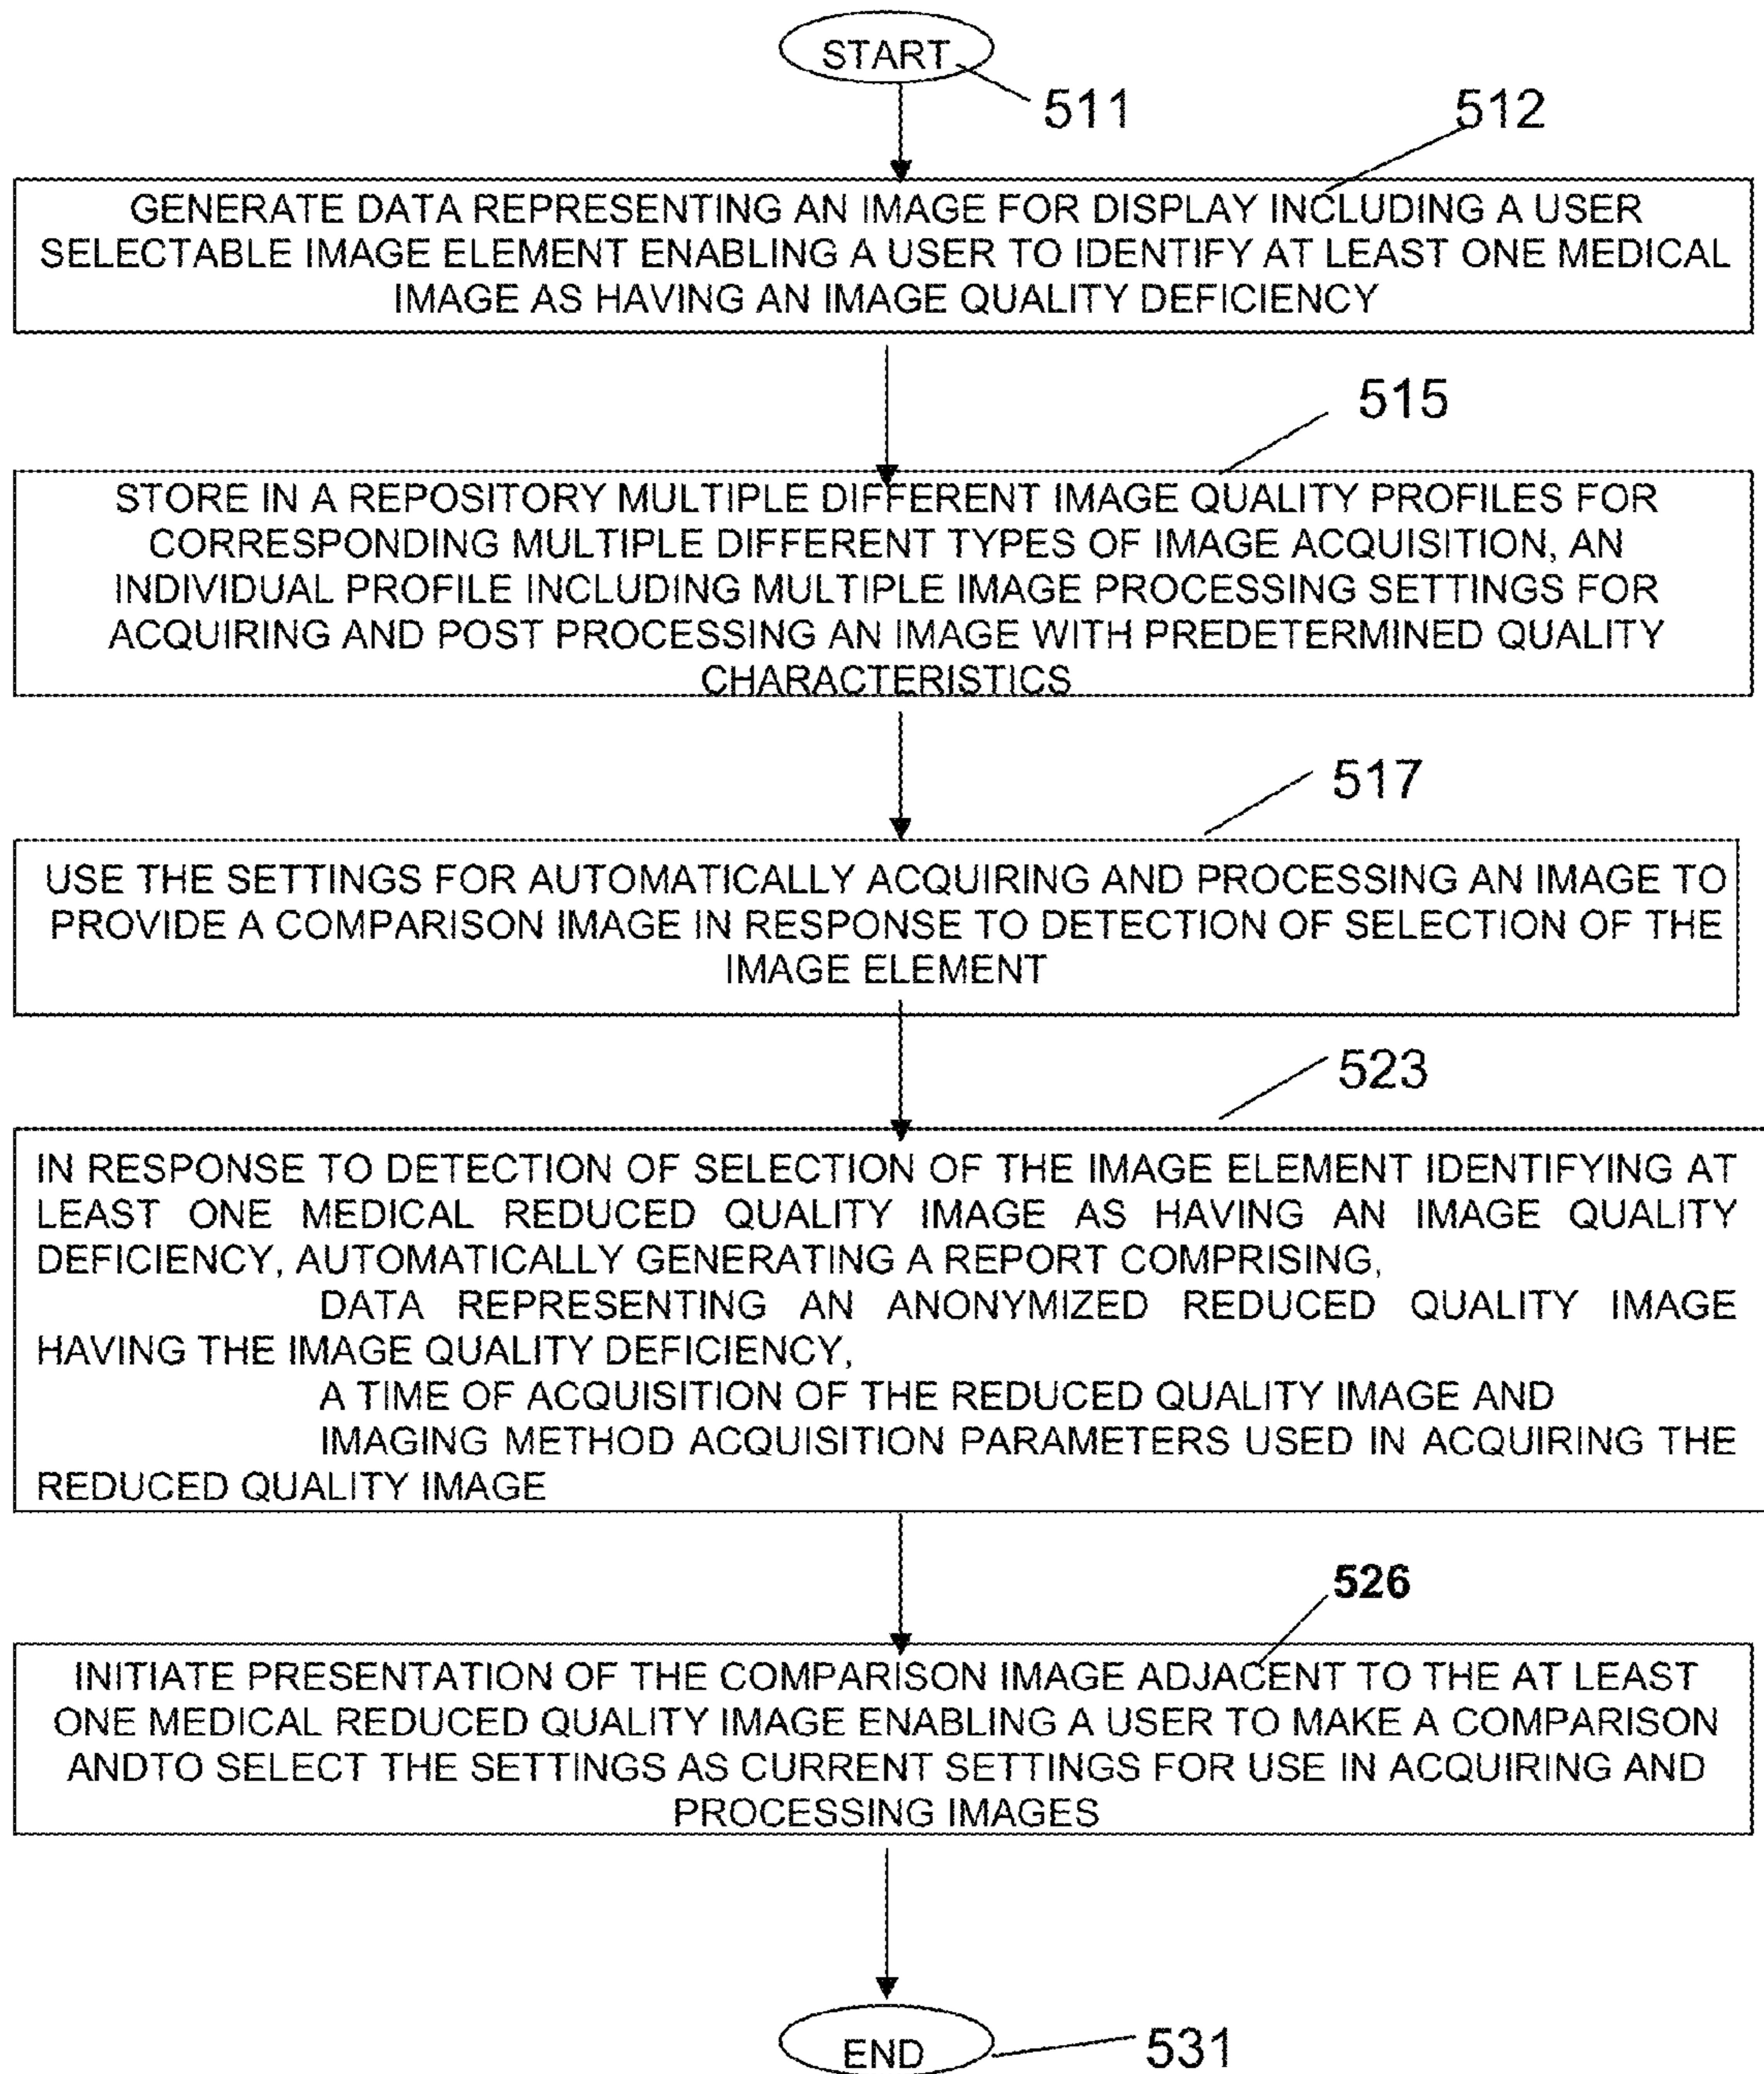 START
511
512
GENERATE DATA REPRESENTING AN IMAGE FOR DISPLAY INCLUDING A USER
SELECTABLE IMAGE ELEMENT ENABLING A USER TO IDENTIFY AT LEAST ONE MEDICAL
IMAGE AS HAVING AN IMAGE QUALITY DEFICIENCY
515
STORE IN A REPOSITORY MULTIPLE DIFFERENT IMAGE QUALITY PROFILES FOR
CORRESPONDING MULTIPLE DIFFERENT TYPES OF IMAGE ACQUISITION, AN
INDIVIDUAL PROFILE INCLUDING MULTIPLE IMAGE PROCESSING SETTINGS FOR
ACQUIRING AND POST PROCESSING AN IMAGE WITH PREDETERMINED QUALITY
CHARACTERISTICS
517
USE THE SETTINGS FOR AUTOMATICALLY ACQUIRING AND PROCESSING AN IMAGE TO
PROVIDE A COMPARISON IMAGE IN RESPONSE TO DETECTION OF SELECTION OF THE
IMAGE ELEMENT
523
IN RESPONSE TO DETECTION OF SELECTION OF THE IMAGE ELEMENT IDENTIFYING AT
LEAST ONE MEDICAL REDUCED QUALITY IMAGE AS HAVING AN IMAGE QUALITY
DEFICIENCY, AUTOMATICALLY GENERATING A REPORT COMPRISING,
DATA REPRESENTING AN ANONYMIZED REDUCED QUALITY IMAGE
HAVING THE IMAGE QUALITY DEFICIENCY,
A TIME OF ACQUISITION OF THE REDUCED QUALITY IMAGE AND
IMAGING METHOD ACQUISITION PARAMETERS USED IN ACQUIRING THE
REDUCED QUALITY IMAGE
526
INITIATE PRESENTATION OF THE COMPARISON IMAGE ADJACENT TO THE AT LEAST
ONE MEDICAL REDUCED QUALITY IMAGE ENABLING A USER TO MAKE A COMPARISON
ANDTO SELECT THE SETTINGS AS CURRENT SETTINGS FOR USE IN ACQUIRING AND
PROCESSING IMAGES
END
531